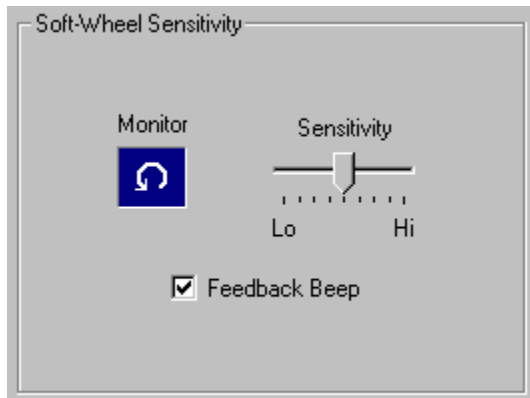 Soft-Wheel Sensitivity
Monitor
Sensitivity
Lo
Hi
Feedback Beep